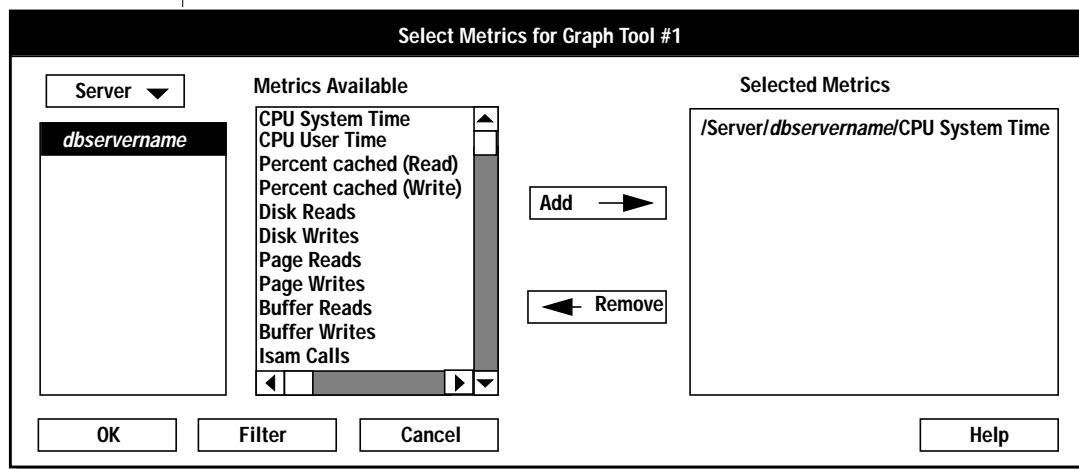 Select Metrics for Graph Tool #1
Server
dbservername
Metrics Available
CPU System Time
CPU User Time
Percent cached (Read)
Percent cached (Write)
Disk Reads
Disk Writes
Page Reads
Page Writes
Buffer Reads
Buffer Writes
Isam Calls
Add
Remove
Selected Metrics
/Server/dbservername/CPU System Time
OK
Filter
Cancel
Help